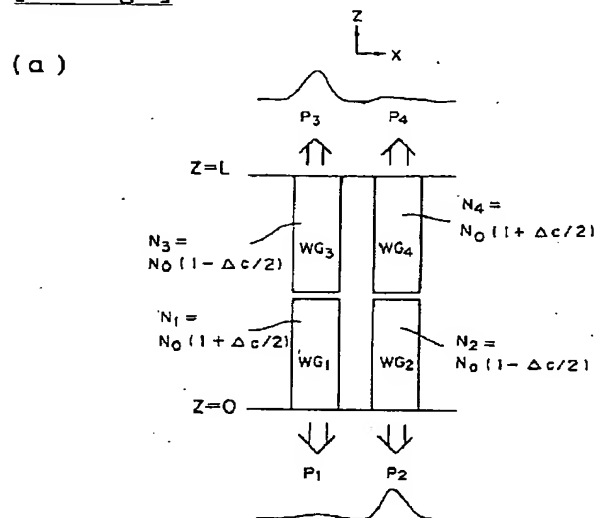 (a)
Z
X
P3 P4
Z=L
N3 =
N0 (1 - Δc/2)
WG3
WG4
N4 =
N0 (1 + Δc/2)
N1 =
N0 (1 + Δc/2)
WG1
WG2
N2 =
N0 (1 - Δc/2)
Z=0
P1 P2